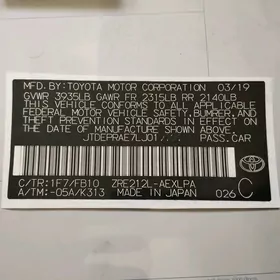 MFD. BY: TOYOTA MOTOR CORPORATION 03/19
GVWR 3935LB GAWR FR 2315LB RR 2140LB
THIS VEHICLE CONFORMS TO ALL APPLICABLE
FEDERAL MOTOR VEHICLE SAFETY, BUMPER, AND
THEFT PREVENTION STANDARDS IN EFFECT ON
THE DATE OF MANUFACTURE SHOWN ABOVE.
JTDEPRAE7LJ01.... PASS.CAR
C/TR:1F7/FB10 ZRE212L-AEXLPA
A/TM:-05A/K313 MADE IN JAPAN 026 C